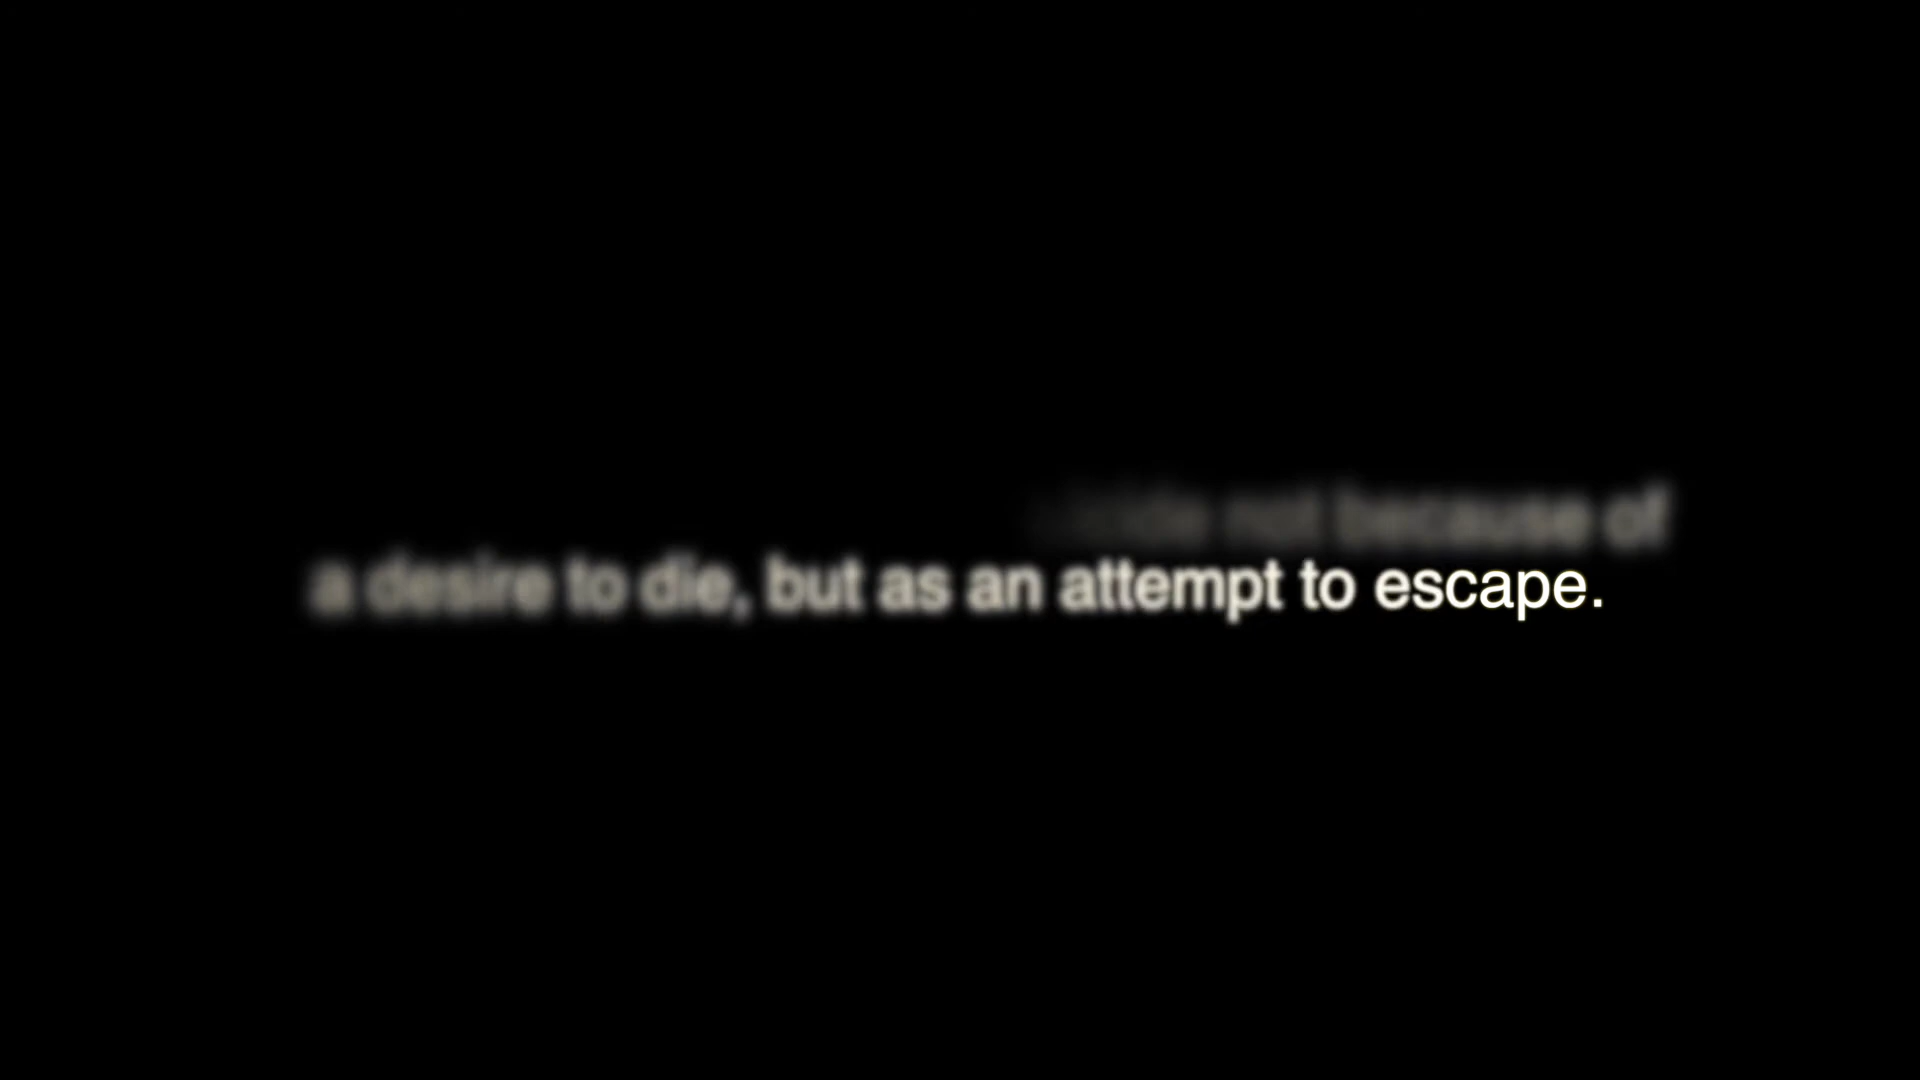 not because of
a desire to die, but as an attempt to escape.